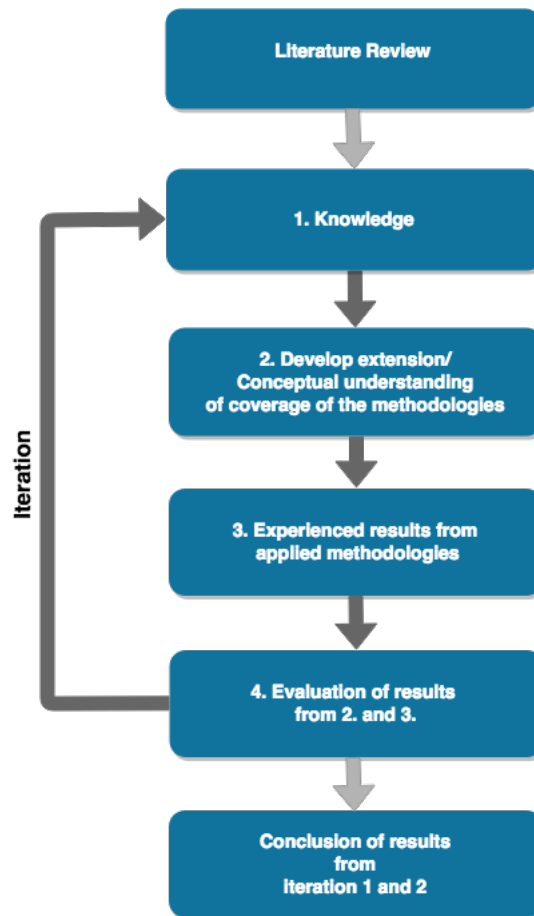 Literature Review
1. Knowledge
2. Develop extension/
Conceptual understanding
of coverage of the methodologies
Iteration
3. Experienced results from
applied methodologies
4. Evaluation of results
from 2. and 3.
Conclusion of results
from
iteration 1 and 2